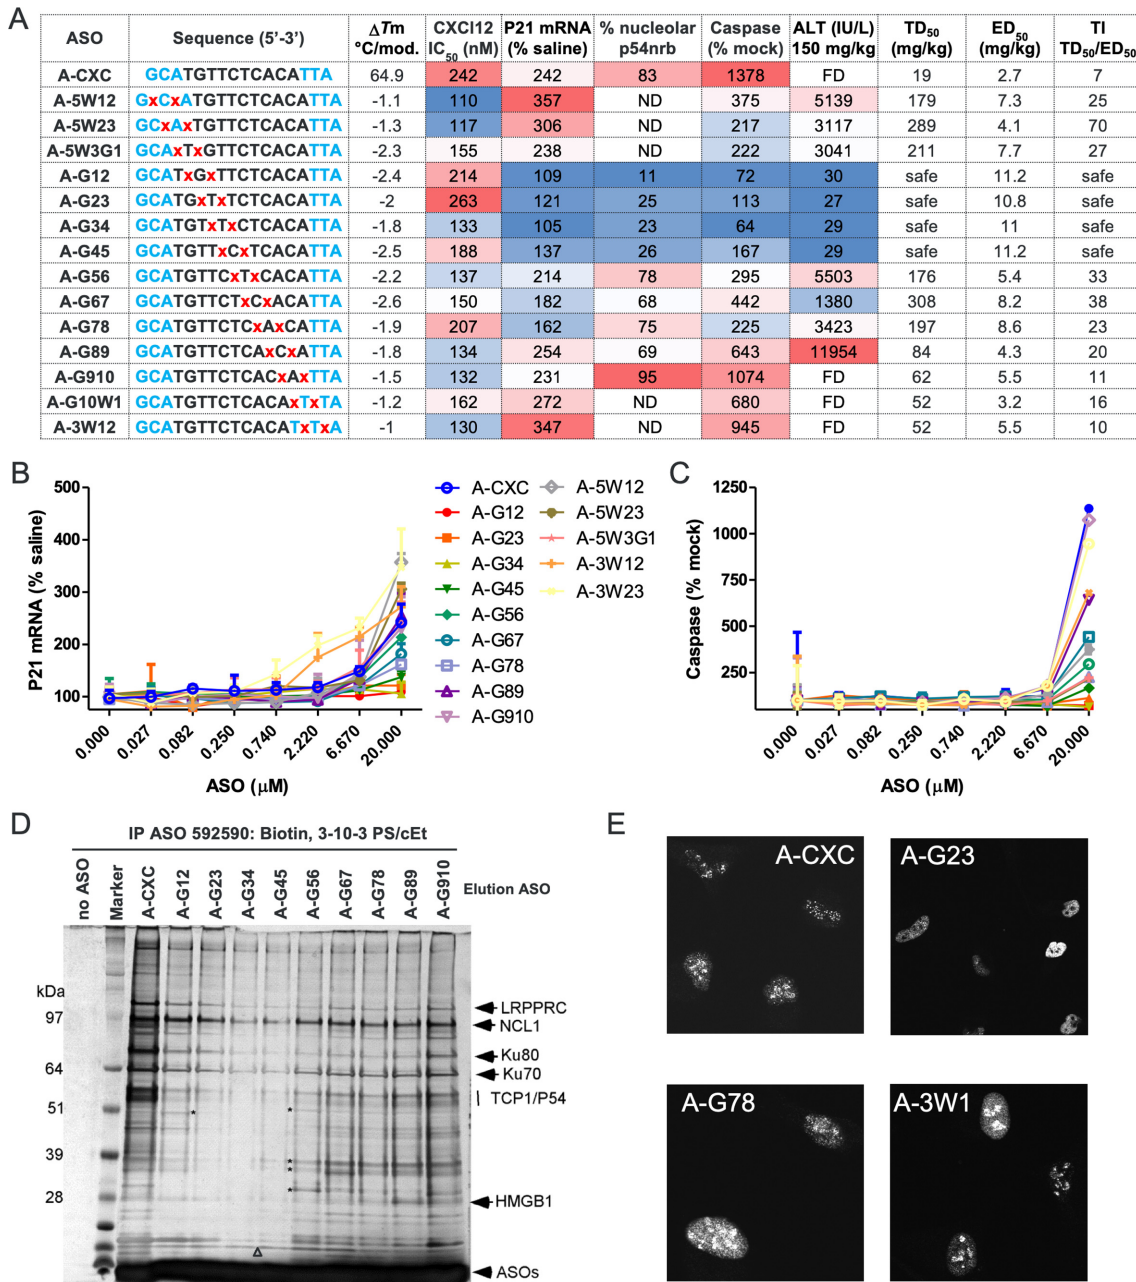 A
ASO Sequence (5'-3') ΔTm °C/mod. CXCl12 IC50 (nM) P21 mRNA (% saline) % nucleolar p54nrb Caspase (% mock) ALT (IU/L) 150 mg/kg TD50 (mg/kg) ED50 (mg/kg) TI TD50/ED50
A-CXC GCATGTTCTCACATTA 64.9 242 242 83 1378 FD 19 2.7 7
A-5W12 GxCxATGTTCTCACATTA -1.1 110 357 ND 375 5139 179 7.3 25
A-5W23 GCxAxTGTTCTCACATTA -1.3 117 306 ND 217 3117 289 4.1 70
A-5W3G1 GCAxTxGTTCTCACATTA -2.3 155 238 ND 222 3041 211 7.7 27
A-G12 GCATxGxTTCTCACATTA -2.4 214 109 11 72 30 safe 11.2 safe
A-G23 GCATGxTxTCTCACATTA -2 263 121 25 113 27 safe 10.8 safe
A-G34 GCATGTxTxCTCACATTA -1.8 133 105 23 64 29 safe 11 safe
A-G45 GCATGTTxCxTCACATTA -2.5 188 137 26 167 29 safe 11.2 safe
A-G56 GCATGTTCxTxCACATTA -2.2 137 214 78 295 5503 176 5.4 33
A-G67 GCATGTTCTxCxACATTA -2.6 150 182 68 442 1380 308 8.2 38
A-G78 GCATGTTCTCxAxCATTA -1.9 207 162 75 225 3423 197 8.6 23
A-G89 GCATGTTCTCAxCxATTA -1.8 134 254 69 643 11954 84 4.3 20
A-G910 GCATGTTCTCACxAxTTA -1.5 132 231 95 1074 FD 62 5.5 11
A-G10W1 GCATGTTCTCACAxTxTA -1.2 162 272 ND 680 FD 52 3.2 16
A-3W12 GCATGTTCTCACATxTxA -1 130 347 ND 945 FD 52 5.5 10
B
P21 mRNA (% saline)
500
400
300
200
100
0.000 0.027 0.082 0.250 0.740 2.220 6.670 20.000
ASO (μM)
A-CXC
A-G12
A-G23
A-G34
A-G45
A-G56
A-G67
A-G78
A-G89
A-G910
A-5W12
A-5W23
A-5W3G1
A-3W12
A-3W23
C
Caspase (% mock)
1250
1000
750
500
250
0.000 0.027 0.082 0.250 0.740 2.220 6.670 20.000
ASO (μM)
D
IP ASO 592590: Biotin, 3-10-3 PS/cEt
no ASO Marker A-CXC A-G12 A-G23 A-G34 A-G45 A-G56 A-G67 A-G78 A-G89 A-G910 Elution ASO
kDa
97
64
51
39
28
*
*
*
*
*
Δ
LRPPRC
NCL1
Ku80
Ku70
TCP1/P54
HMGB1
ASOs
E
A-CXC
A-G23
A-G78
A-3W1